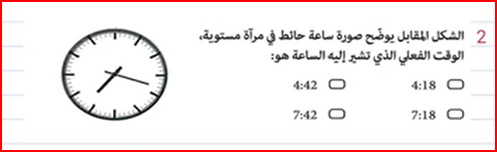 2 الشكل المقابل يوضّح صورة ساعة حائط في مرآة مستوية،
الوقت الفعلي الذي تشير إليه الساعة هو:
4:18 4:42
7:18 7:42